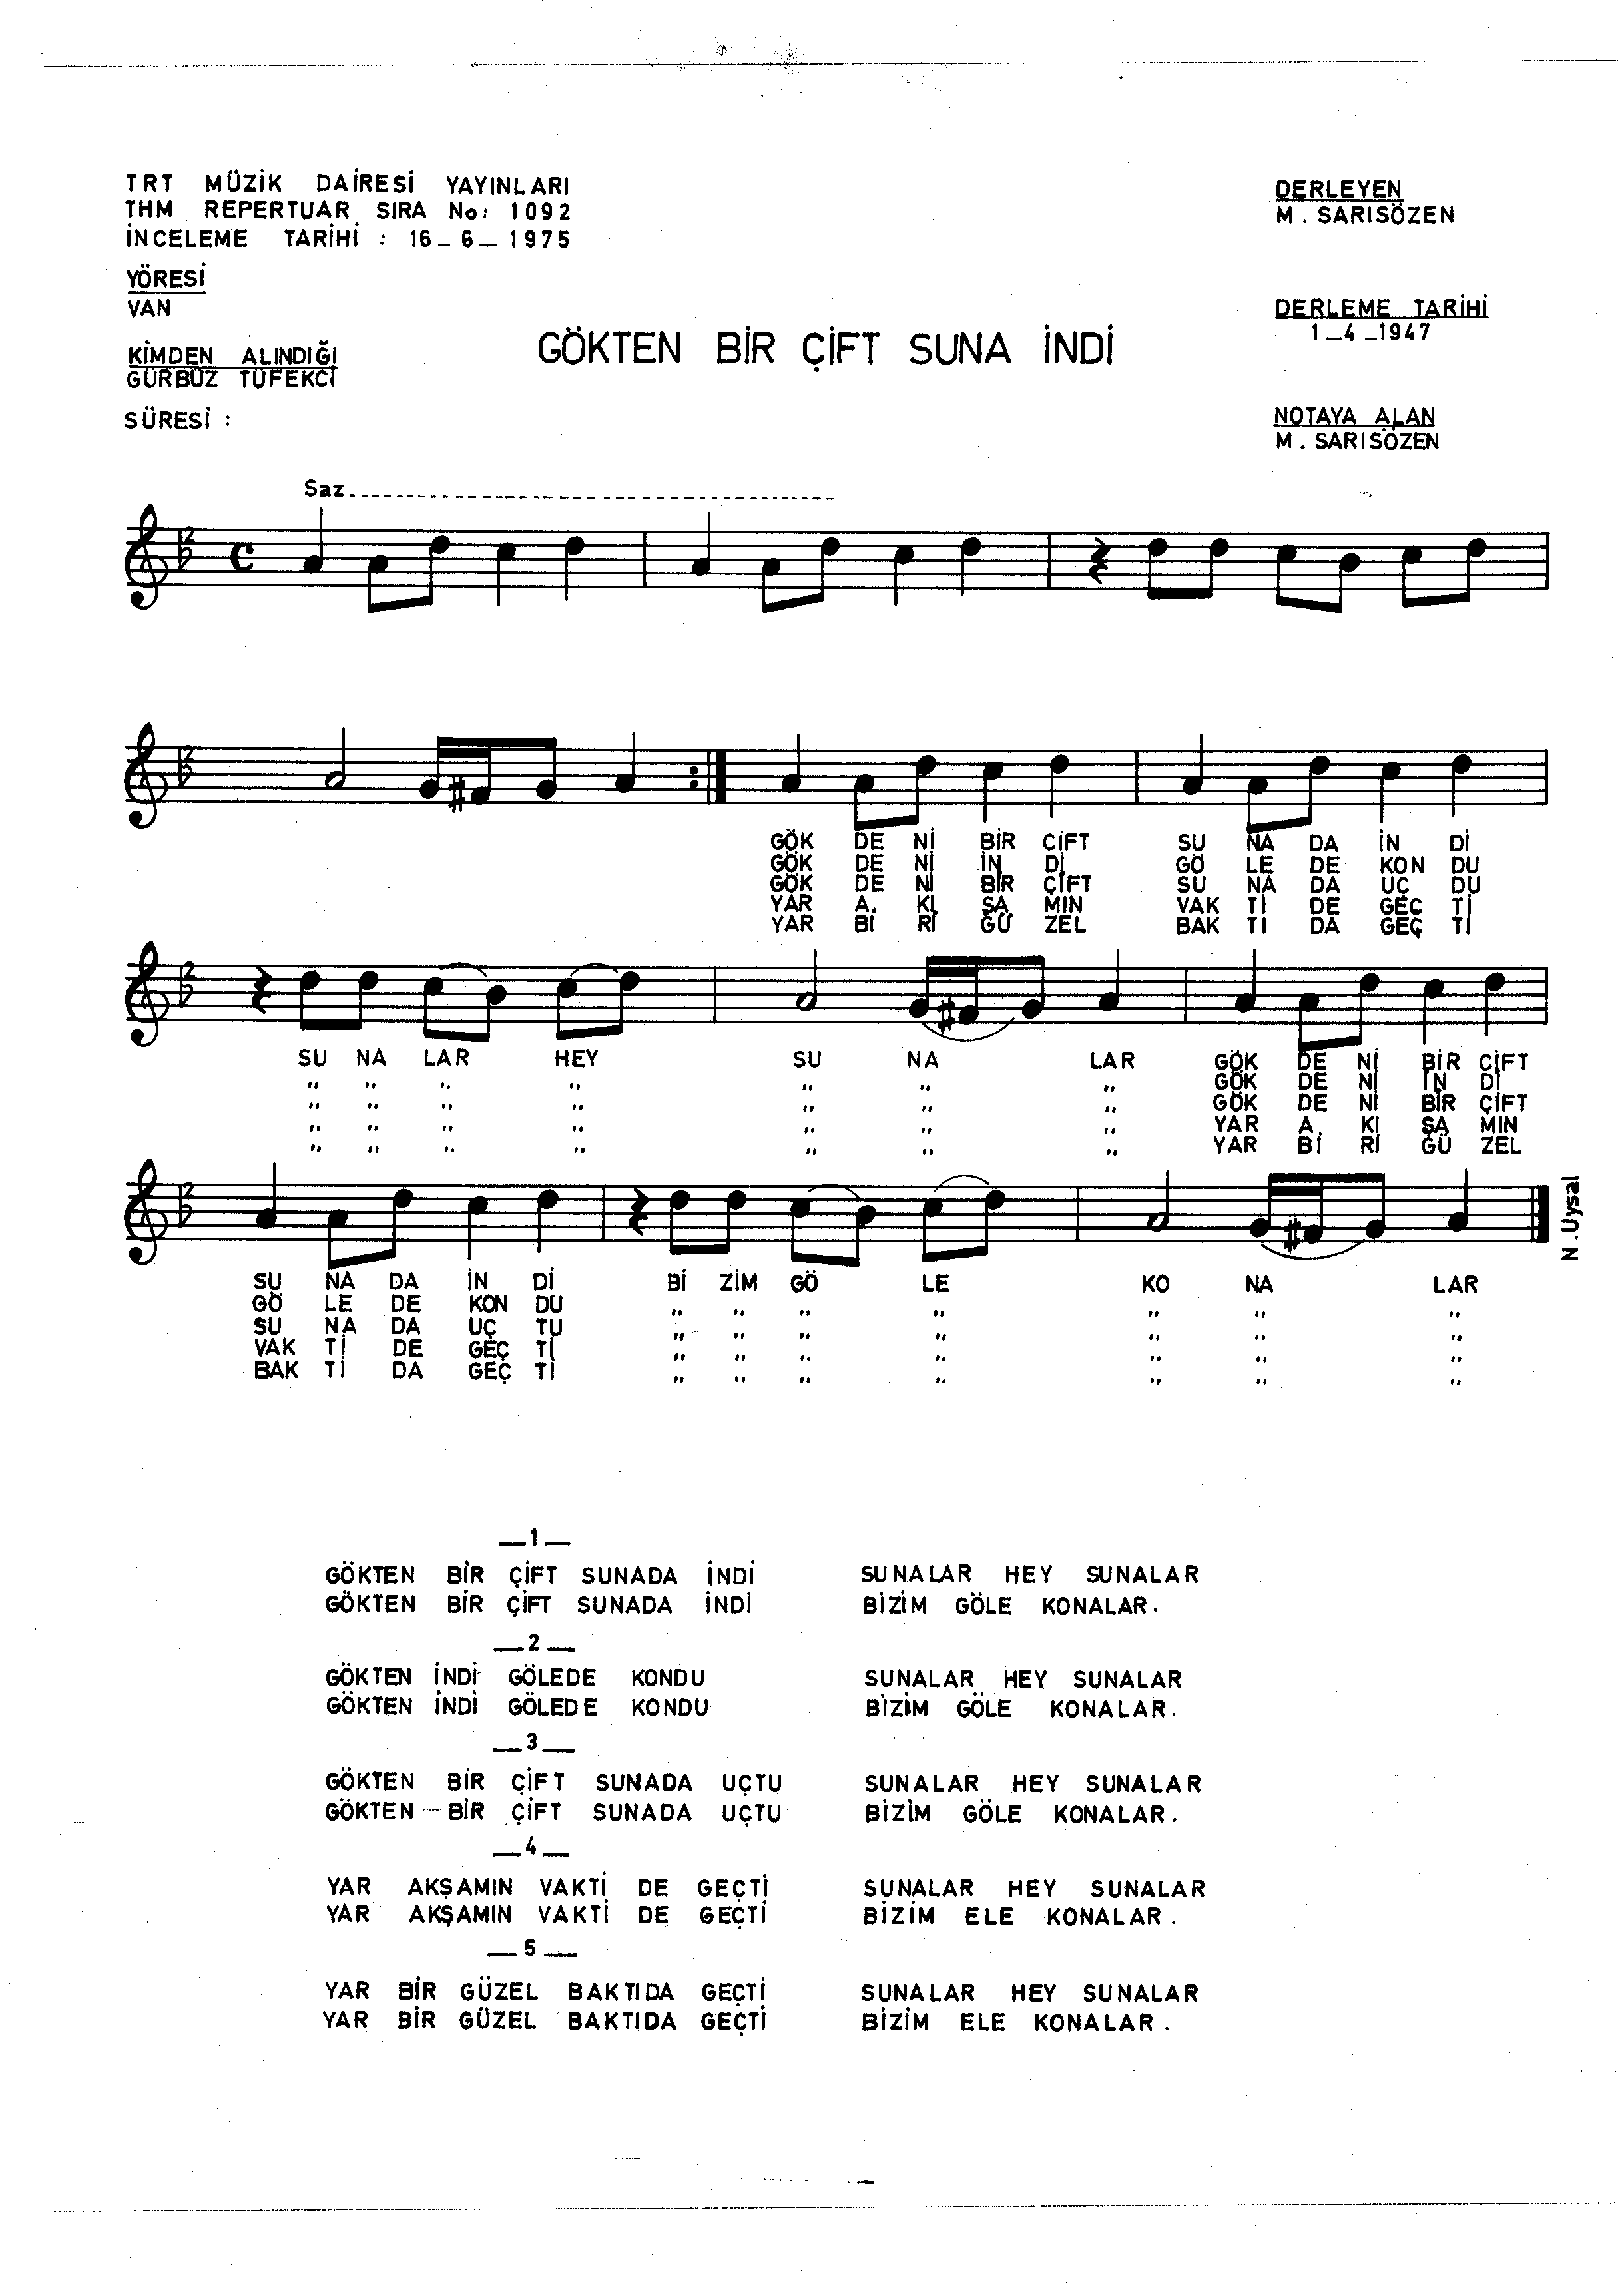 TRT MÜZİK DAİRESİ YAYINLARI
THM REPERTUAR SIRA No: 1092
İNCELEME TARİHİ : 16_6_1975
DERLEYEN
M. SARISÖZEN
YÖRESİ
VAN
DERLEME TARİHİ
1_4_1947
GÖKTEN BİR ÇİFT SUNA İNDİ
KİMDEN ALINDIĞI
GÜRBÜZ TÜFEKCİ
SÜRESİ :
NOTAYA ALAN
M. SARISÖZEN
Saz
2
2
GÖK DE Nİ BİR ÇİFT SU NA DA İN Dİ
GÖK DE Nİ İN Dİ GÖ LE DE KON DU
GÖK DE Nİ BİR ÇİFT SU NA DA UÇ DU
YAR A. KI ŞA MIN VAK Tİ DE GEÇ Tİ
YAR Bİ Rİ GÜ ZEL BAK TI DA GEÇ Tİ
2
SU NA LAR HEY SU NA LAR GÖK DE Nİ BİR ÇİFT
" " " " " " " GÖK DE Nİ İN Dİ
" " " " " " " GÖK DE Nİ BİR ÇİFT
" " " " " " " YAR A. KI ŞA MIN
" " " " " " " YAR Bİ Rİ GÜ ZEL
2
N. Uysal
SU NA DA İN Dİ Bİ ZİM GÖ LE KO NA LAR
GÖ LE DE KON DU " " " " " " "
SU NA DA UÇ TU " " " " " " "
VAK Tİ DE GEÇ Tİ " " " " " " "
BAK Tİ DA GEÇ Tİ " " " " " " "
_1_
GÖKTEN BİR ÇİFT SUNADA İNDİ SUNALAR HEY SUNALAR
GÖKTEN BİR ÇİFT SUNADA İNDİ BİZİM GÖLE KONALAR.
_2_
GÖKTEN İNDİ GÖLEDE KONDU SUNALAR HEY SUNALAR
GÖKTEN İNDİ GÖLEDE KONDU BİZİM GÖLE KONALAR.
_3_
GÖKTEN BİR ÇİFT SUNADA UÇTU SUNALAR HEY SUNALAR
GÖKTEN BİR ÇİFT SUNADA UÇTU BİZİM GÖLE KONALAR.
_4_
YAR AKŞAMIN VAKTİ DE GEÇTİ SUNALAR HEY SUNALAR
YAR AKŞAMIN VAKTİ DE GEÇTİ BİZİM ELE KONALAR.
_5_
YAR BİR GÜZEL BAKTIDA GEÇTİ SUNALAR HEY SUNALAR
YAR BİR GÜZEL BAKTIDA GEÇTİ BİZİM ELE KONALAR.